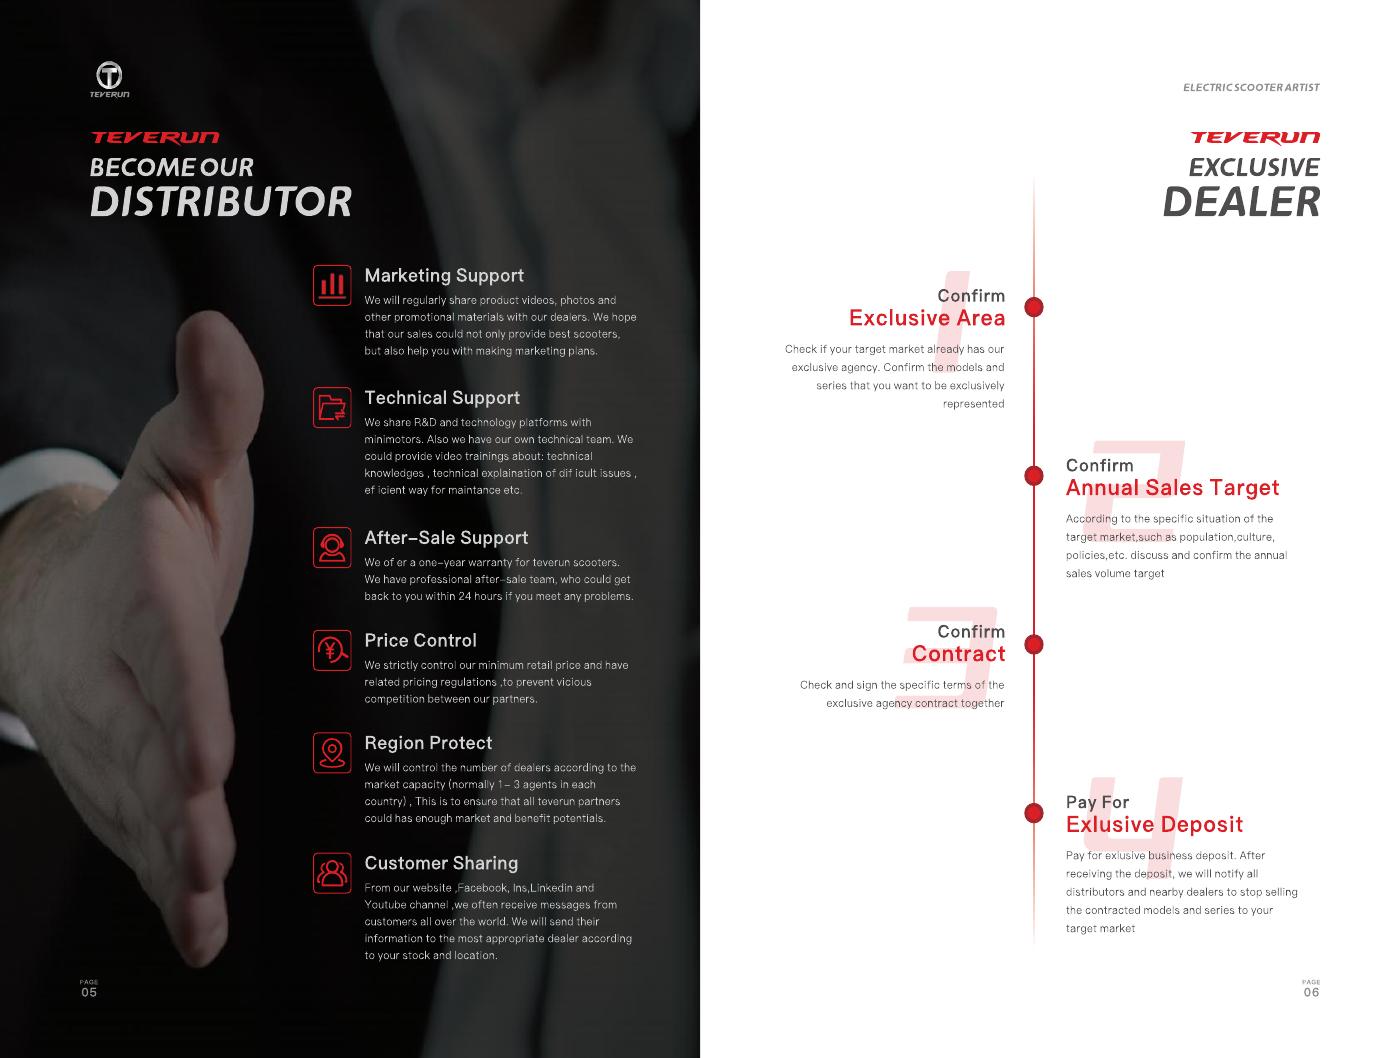 TEVERUN
TEVERUN
BECOME OUR
DISTRIBUTOR
Marketing Support
We will regularly share product videos, photos and
other promotional materials with our dealers. We hope
that our sales could not only provide best scooters,
but also help you with making marketing plans.
Technical Support
We share R&D and technology platforms with
minimotors. Also we have our own technical team. We
could provide video trainings about: technical
knowledges , technical explaination of dif icult issues ,
ef icient way for maintance etc.
After-Sale Support
We of er a one-year warranty for teverun scooters.
We have professional after-sale team, who could get
back to you within 24 hours if you meet any problems.
Price Control
We strictly control our minimum retail price and have
related pricing regulations ,to prevent vicious
competition between our partners.
Region Protect
We will control the number of dealers according to the
market capacity (normally 1- 3 agents in each
country) , This is to ensure that all teverun partners
could has enough market and benefit potentials.
Customer Sharing
From our website ,Facebook, Ins,Linkedin and
Youtube channel ,we often receive messages from
customers all over the world. We will send their
information to the most appropriate dealer according
to your stock and location.
PAGE
05
ELECTRIC SCOOTER ARTIST
TEVERUN
EXCLUSIVE
DEALER
1
Confirm
Exclusive Area
Check if your target market already has our
exclusive agency. Confirm the models and
series that you want to be exclusively
represented
2
Confirm
Annual Sales Target
According to the specific situation of the
target market,such as population,culture,
policies,etc. discuss and confirm the annual
sales volume target
3
Confirm
Contract
Check and sign the specific terms of the
exclusive agency contract together
4
Pay For
Exlusive Deposit
Pay for exlusive business deposit. After
receiving the deposit, we will notify all
distributors and nearby dealers to stop selling
the contracted models and series to your
target market
PAGE
06